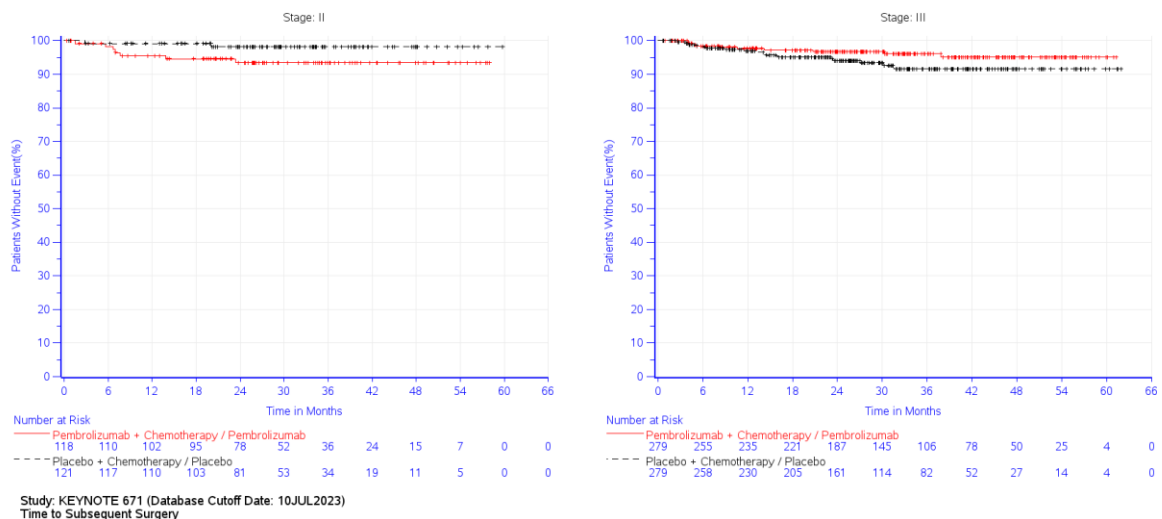 Stage: II
Patients Without Event(%)
100
90
80
70
60
50
40
30
20
10
0
0 6 12 18 24 30 36 42 48 54 60 66
Time in Months
Number at Risk
Pembrolizumab + Chemotherapy / Pembrolizumab
118 110 102 95 78 52 36 24 15 7 0 0
Placebo + Chemotherapy / Placebo
121 117 110 103 81 53 34 19 11 5 0 0
Stage: III
Patients Without Event(%)
100
90
80
70
60
50
40
30
20
10
0
0 6 12 18 24 30 36 42 48 54 60 66
Time in Months
Number at Risk
Pembrolizumab + Chemotherapy / Pembrolizumab
279 255 235 221 187 145 106 78 50 25 4 0
Placebo + Chemotherapy / Placebo
279 258 230 205 161 114 82 52 27 14 4 0
Study: KEYNOTE 671 (Database Cutoff Date: 10JUL2023)
Time to Subsequent Surgery